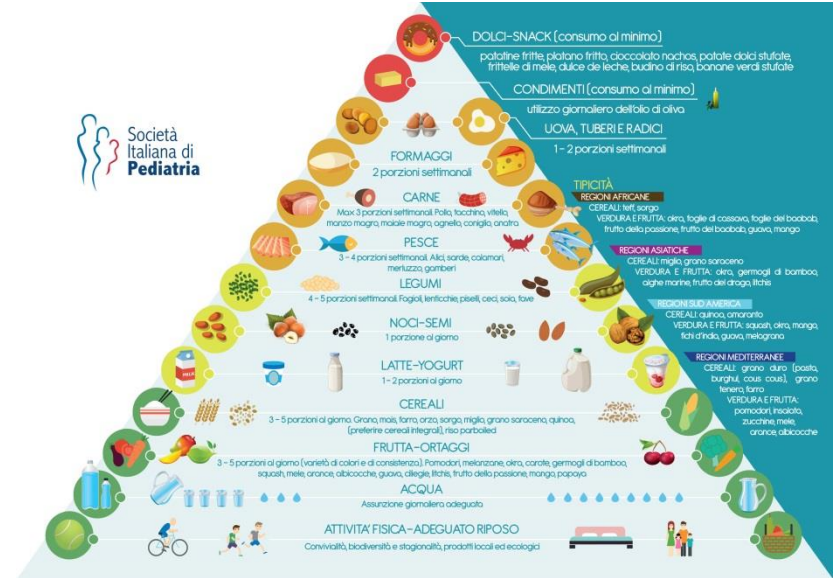 DOLCI-SNACK (consumo al minimo)
patatine fritte, platano fritto, cioccolato nachos, patate dolci stufate,
frittelle di mele, dulce de leche, budino di riso, banane verdi stufate
CONDIMENTI (consumo al minimo)
utilizzo giornaliero dell'olio di oliva
UOVA, TUBERI E RADICI
1 - 2 porzioni settimanali
Società
Italiana di
Pediatria
FORMAGGI
2 porzioni settimanali
CARNE
Max 3 porzioni settimanali. Pollo, tacchino, vitello,
manzo magro, maiale magro, agnello, coniglio, anatra.
PESCE
3 - 4 porzioni settimanali. Alici, sarde, calamari,
merluzzo, gamberi
LEGUMI
4 - 5 porzioni settimanali. Fagioli, lenticchie, piselli, ceci, soia, fave
NOCI-SEMI
1 porzione al giorno
LATTE-YOGURT
1 - 2 porzioni al giorno
MILK
CEREALI
3 - 5 porzioni al giorno. Grano, mais, farro, orzo, sorgo, miglio, grano saraceno, quinoa,
(preferire cereali integrali), riso parboiled
FRUTTA-ORTAGGI
3 - 5 porzioni al giorno (varietà di colori e di consistenza). Pomodori, melanzane, okra, carote, germogli di bamboo,
squash, mele, arance, albicocche, guava, ciliegie, litchis, frutto della passione, mango, papaya
ACQUA
Assunzione giornaliera adeguata
ATTIVITA' FISICA-ADEGUATO RIPOSO
Convivialità, biodiversità e stagionalità, prodotti locali ed ecologici
TIPICITÀ
REGIONI AFRICANE
CEREALI: teff, sorgo
VERDURA E FRUTTA: okra, foglie di cassava, foglie del baobab,
frutto della passione, frutto del baobab, guava, mango
REGIONI ASIATICHE
CEREALI: miglio, grano saraceno
VERDURA E FRUTTA: okra, germogli di bamboo,
alghe marine, frutto del drago, litchis
REGIONI SUD AMERICA
CEREALI: quinoa, amaranto
VERDURA E FRUTTA: squash, okra, mango,
fichi d'india, guava, melograna
REGIONI MEDITERRANEE
CEREALI: grano duro (pasta,
burghul, cous cous), grano
tenero, farro
VERDURA E FRUTTA:
pomodori, insalata,
zucchine, mele,
arance, albicocche